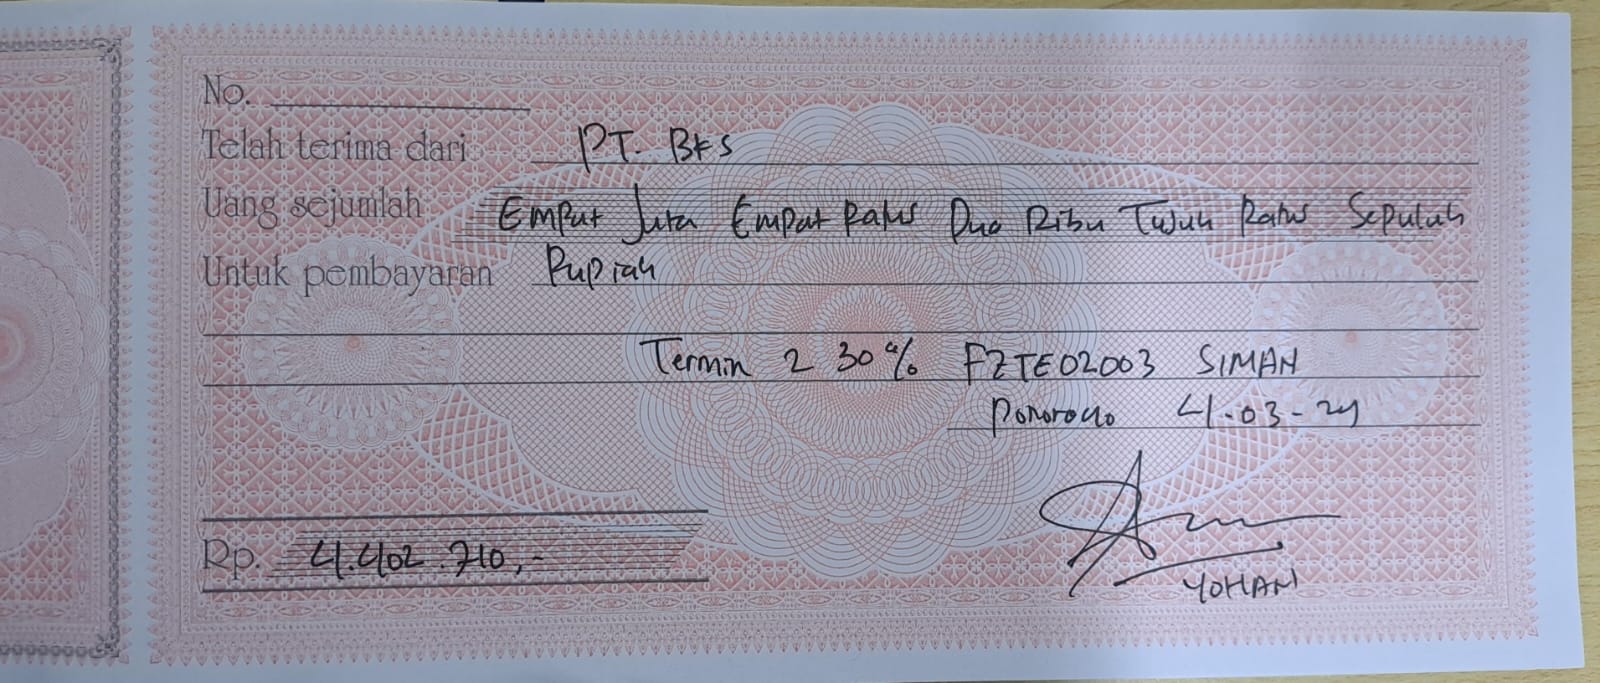 No.
Telah terima dari PT. BKS
Uang sejumlah Empat Juta Empat Ratus Dua Ribu Tujuh Ratus Sepuluh
Untuk pembayaran Rupiah
Termin 2 30% FZTE02003 SIMAN
Ponorogo 4-03-24
Rp. 4.402.710,-
YOHAN